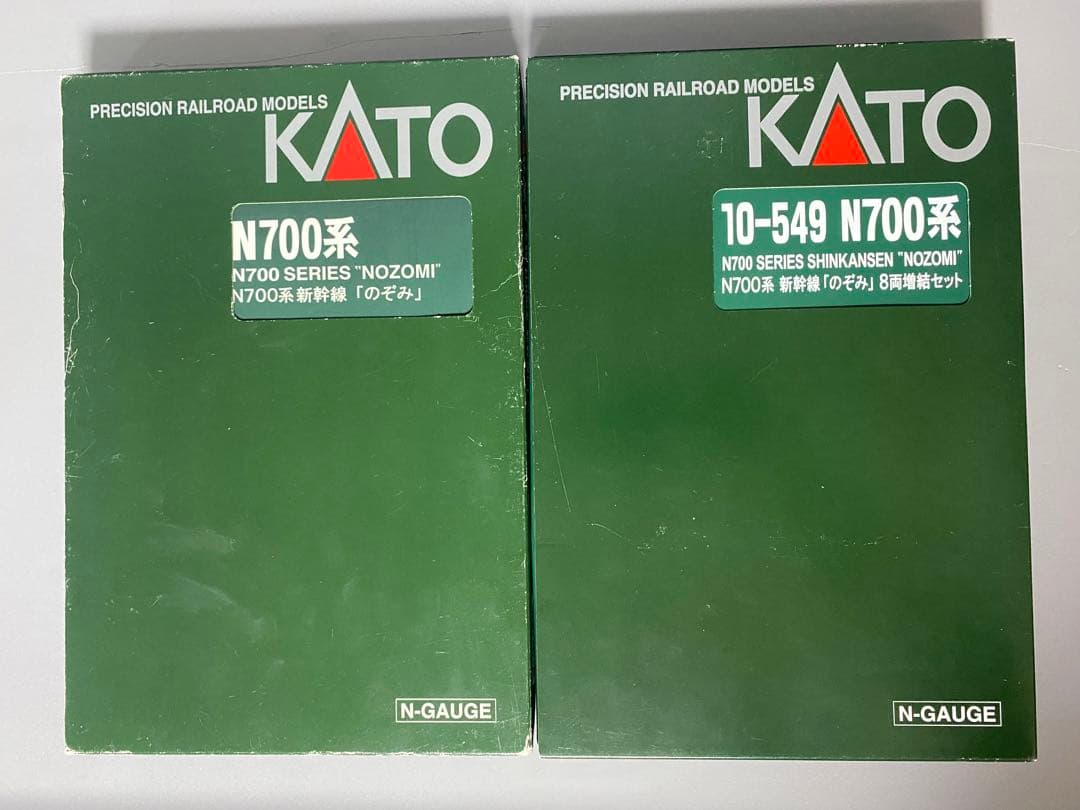 PRECISION RAILROAD MODELS
KATO
N700系
N700 SERIES "NOZOMI"
N700系 新幹線 「のぞみ」
N-GAUGE
PRECISION RAILROAD MODELS
KATO
10-549 N700系
N700 SERIES SHINKANSEN "NOZOMI"
N700系 新幹線「のぞみ」 8両増結セット
N-GAUGE